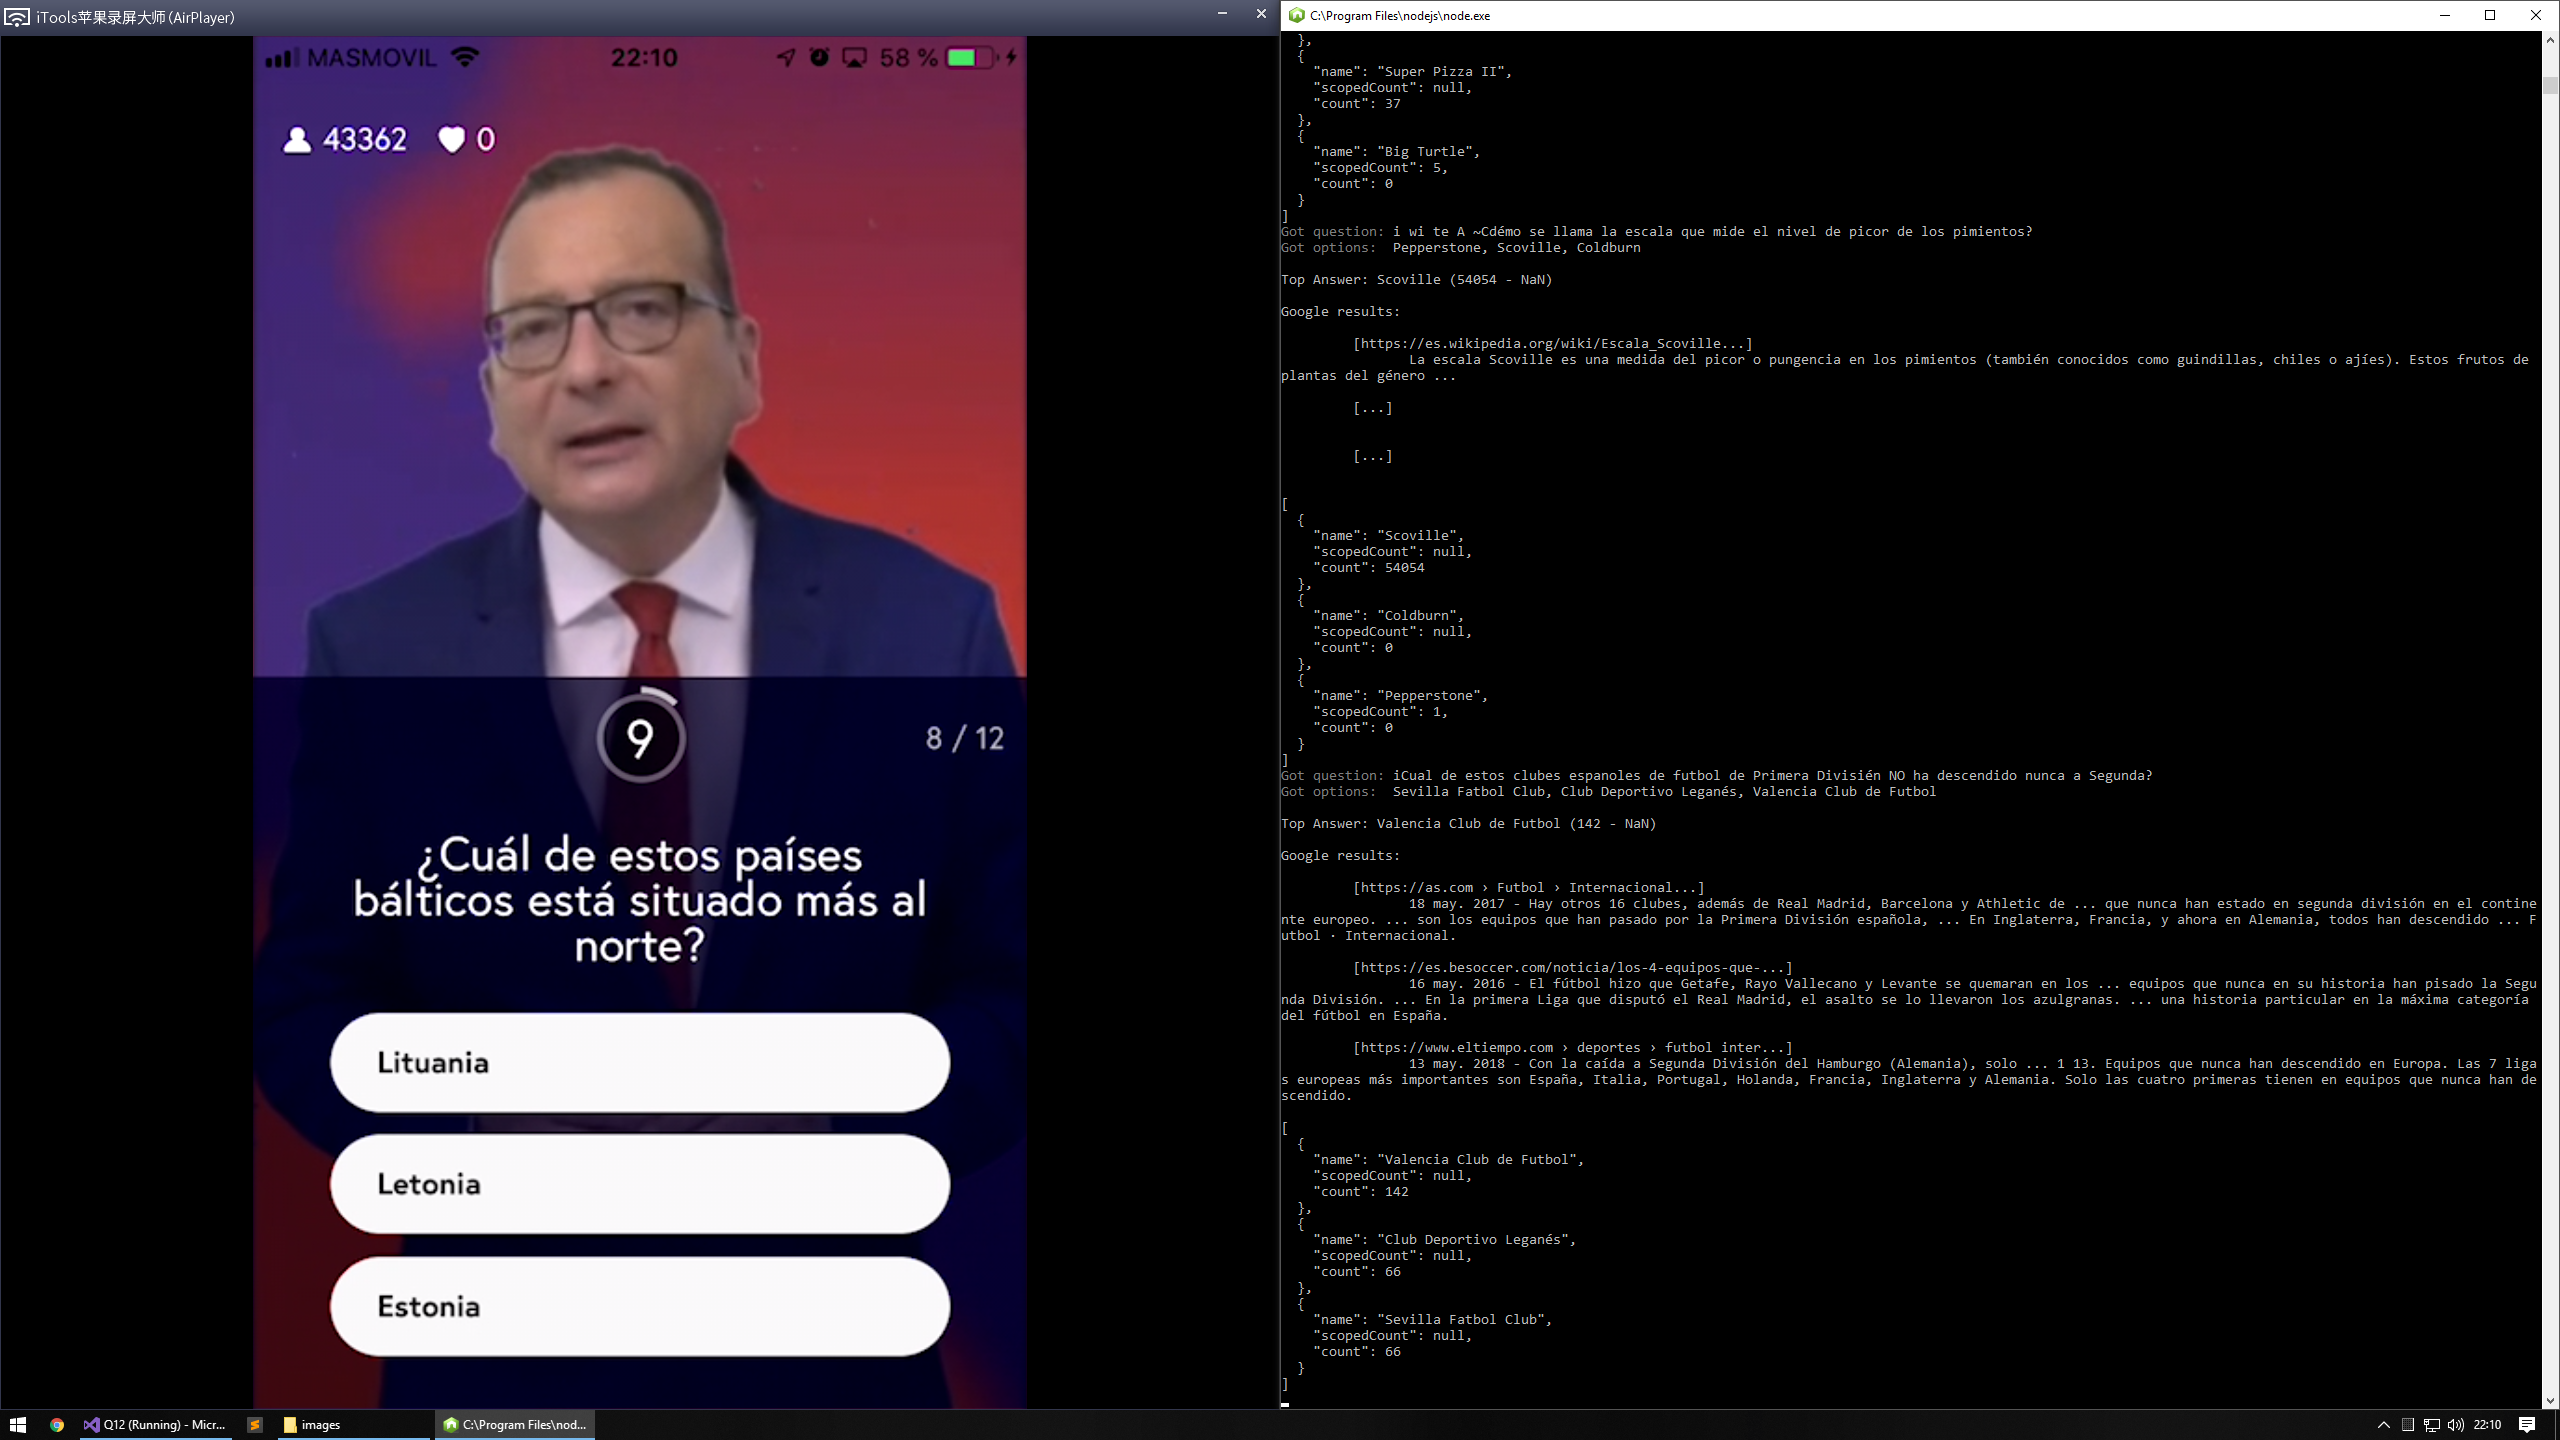 iTools苹果录屏大师(AirPlayer)
MASMOVIL
22:10
58 %
43362
0
9
8 / 12
¿Cuál de estos países
bálticos está situado más al
norte?
Lituania
Letonia
Estonia
C:\Program Files\nodejs\node.exe
},
{
"name": "Super Pizza II",
"scopedCount": null,
"count": 37
},
{
"name": "Big Turtle",
"scopedCount": 5,
"count": 0
}
]
Got question: i wi te A ~Cdémo se llama la escala que mide el nivel de picor de los pimientos?
Got options:  Pepperstone, Scoville, Coldburn
Top Answer: Scoville (54054 - NaN)
Google results:
[https://es.wikipedia.org/wiki/Escala_Scoville...]
La escala Scoville es una medida del picor o pungencia en los pimientos (también conocidos como guindillas, chiles o ajíes). Estos frutos de
plantas del género ...
[...]
[...]
[
{
"name": "Scoville",
"scopedCount": null,
"count": 54054
},
{
"name": "Coldburn",
"scopedCount": null,
"count": 0
},
{
"name": "Pepperstone",
"scopedCount": 1,
"count": 0
}
]
Got question: iCual de estos clubes espanoles de futbol de Primera Divisién NO ha descendido nunca a Segunda?
Got options:  Sevilla Fatbol Club, Club Deportivo Leganés, Valencia Club de Futbol
Top Answer: Valencia Club de Futbol (142 - NaN)
Google results:
[https://as.com › Futbol › Internacional...]
18 may. 2017 - Hay otros 16 clubes, además de Real Madrid, Barcelona y Athletic de ... que nunca han estado en segunda división en el contine
nte europeo. ... son los equipos que han pasado por la Primera División española, ... En Inglaterra, Francia, y ahora en Alemania, todos han descendido ... F
utbol · Internacional.
[https://es.besoccer.com/noticia/los-4-equipos-que-...]
16 may. 2016 - El fútbol hizo que Getafe, Rayo Vallecano y Levante se quemaran en los ... equipos que nunca en su historia han pisado la Segu
nda División. ... En la primera Liga que disputó el Real Madrid, el asalto se lo llevaron los azulgranas. ... una historia particular en la máxima categoría
del fútbol en España.
[https://www.eltiempo.com › deportes › futbol inter...]
13 may. 2018 - Con la caída a Segunda División del Hamburgo (Alemania), solo ... 1 13. Equipos que nunca han descendido en Europa. Las 7 liga
s europeas más importantes son España, Italia, Portugal, Holanda, Francia, Inglaterra y Alemania. Solo las cuatro primeras tienen en equipos que nunca han de
scendido.
[
{
"name": "Valencia Club de Futbol",
"scopedCount": null,
"count": 142
},
{
"name": "Club Deportivo Leganés",
"scopedCount": null,
"count": 66
},
{
"name": "Sevilla Fatbol Club",
"scopedCount": null,
"count": 66
}
]
Q12 (Running) - Micr...
images
C:\Program Files\nod...
22:10